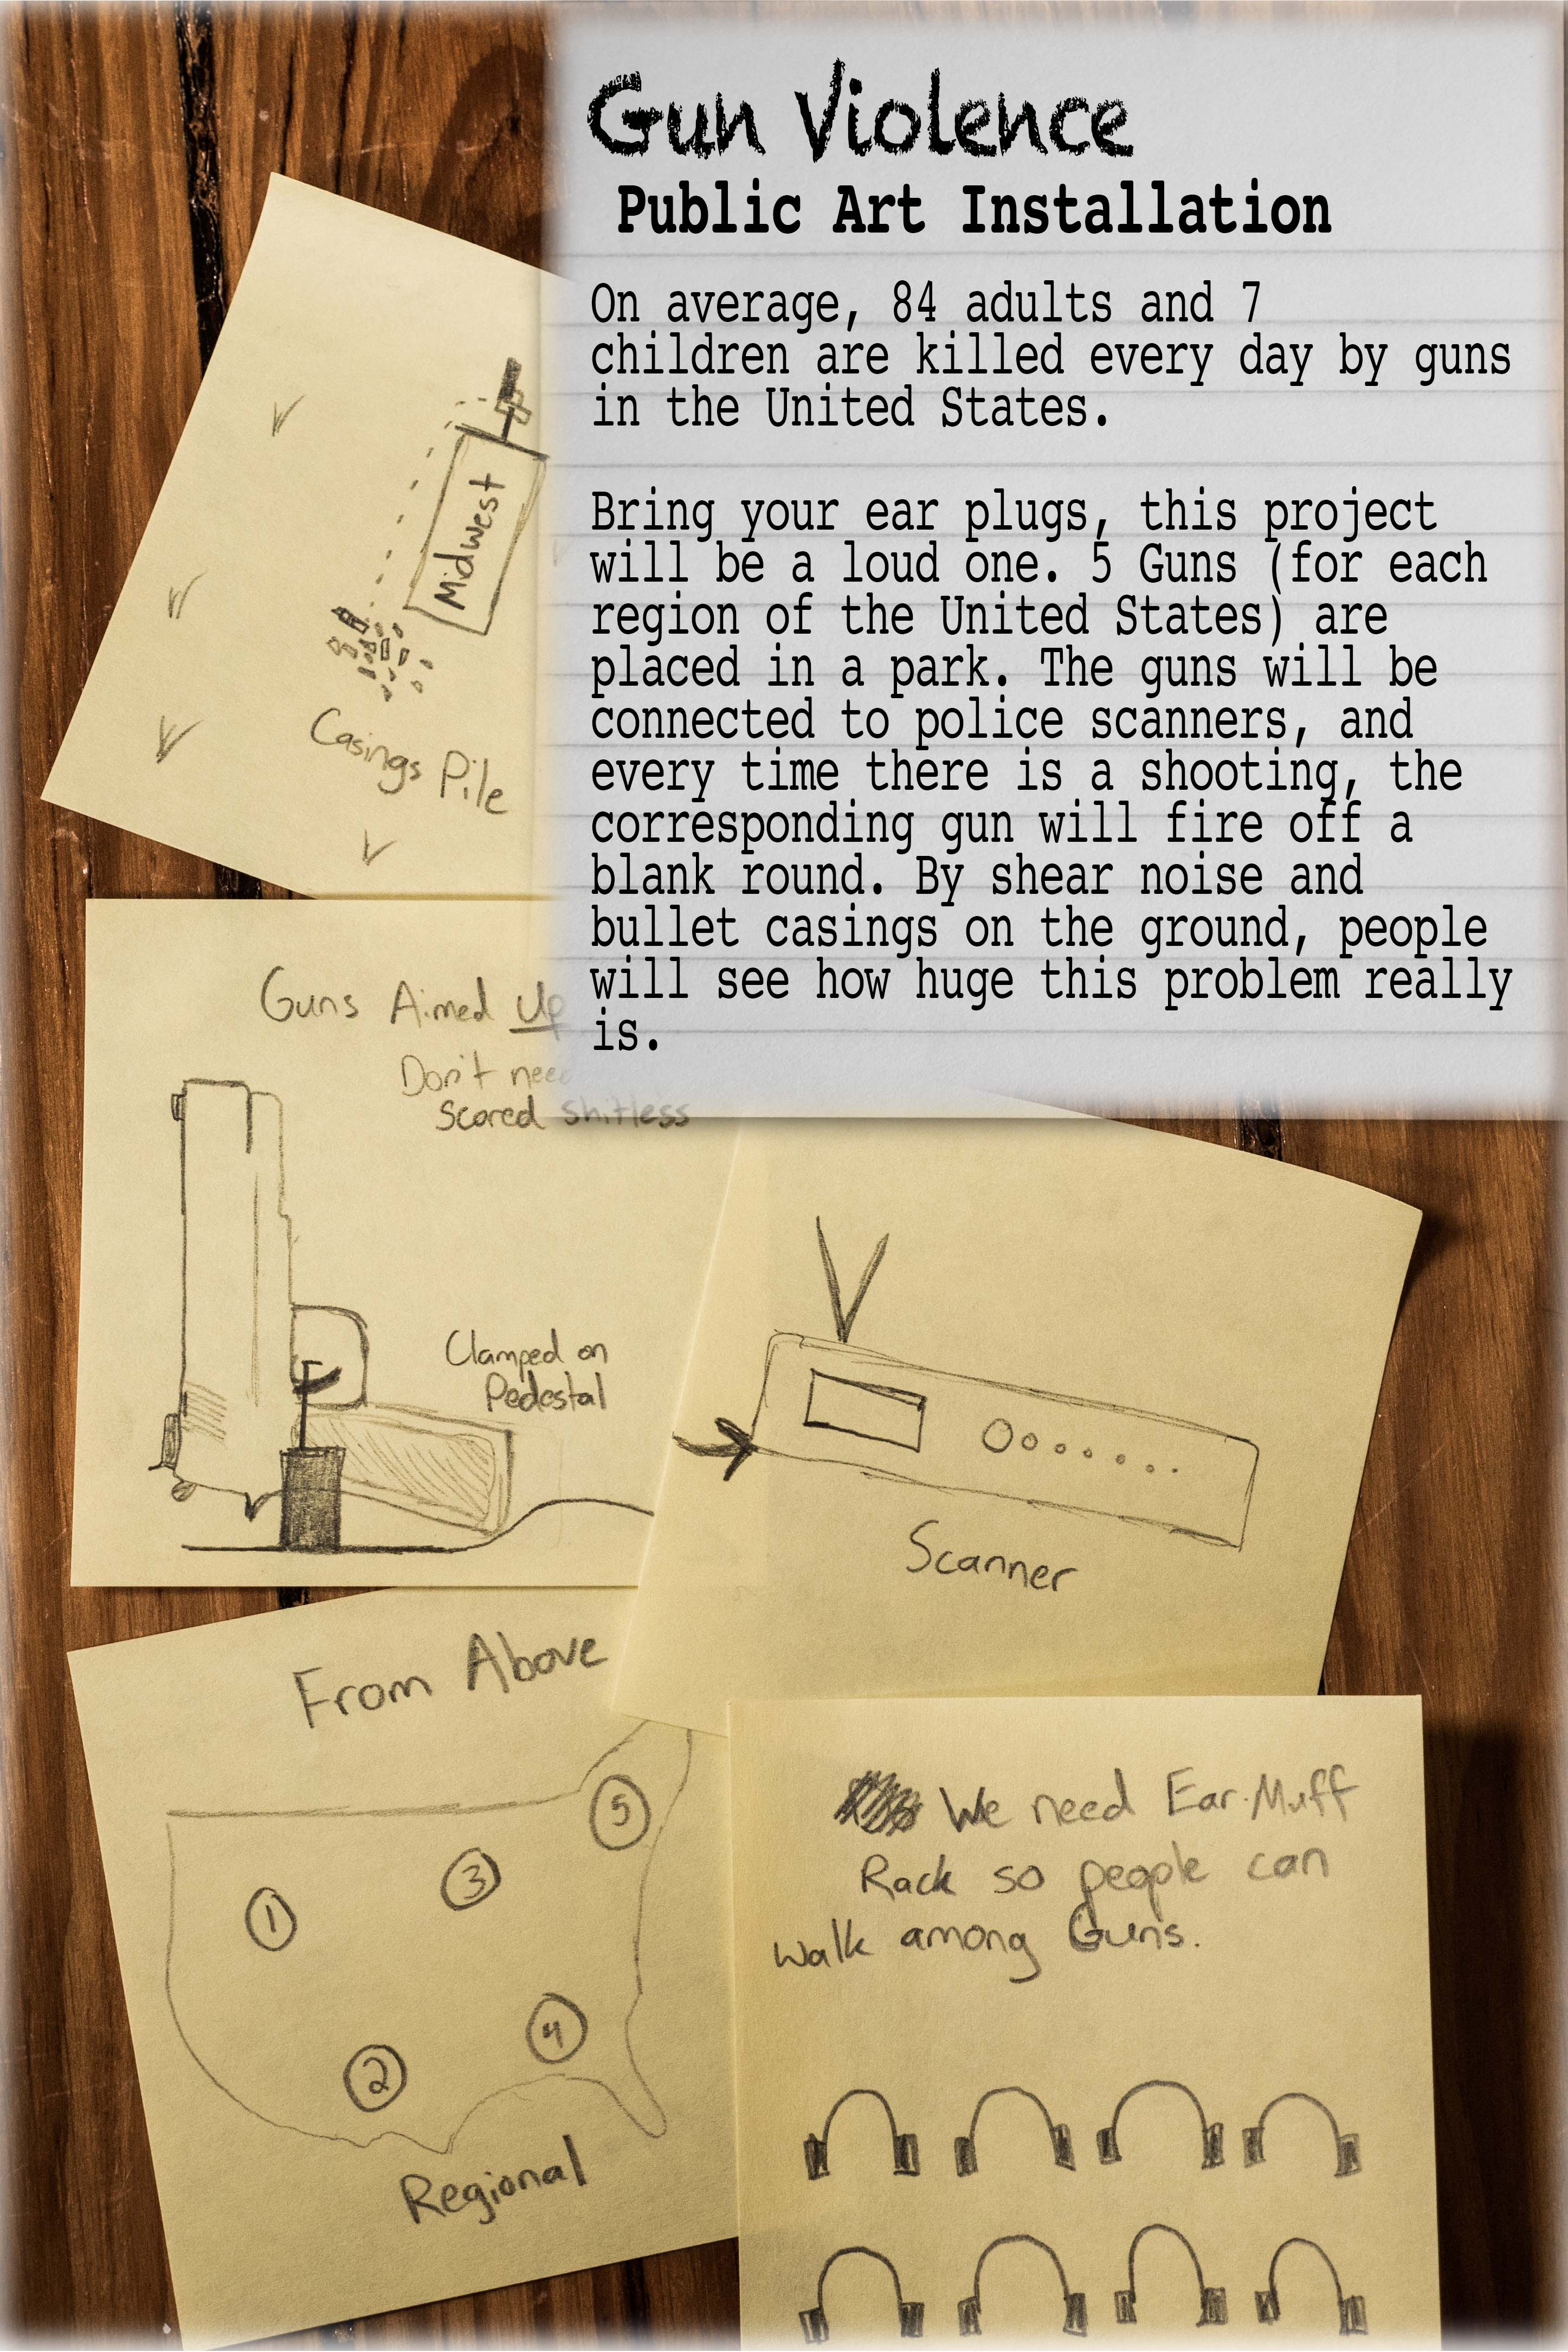 Gun Violence
Public Art Installation
On average, 84 adults and 7
children are killed every day by guns
in the United States.
Bring your ear plugs, this project
will be a loud one. 5 Guns (for each
region of the United States) are
placed in a park. The guns will be
connected to police scanners, and
every time there is a shooting, the
corresponding gun will fire off a
blank round. By shear noise and
bullet casings on the ground, people
will see how huge this problem really
is.
Midwest
Casings Pile
Guns Aimed Up
Don't need
Scared shitless
Clamped on
Pedestal
Scanner
From Above
5
3
1
4
2
Regional
We need Ear-Muff
Rack so people can
walk among Guns.